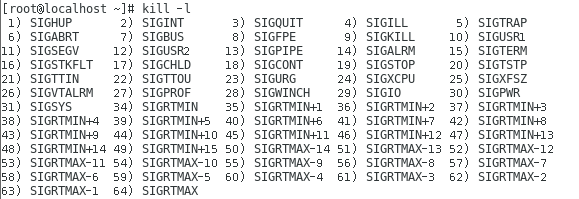 [root@localhost ~]# kill -l
1) SIGHUP 2) SIGINT 3) SIGQUIT 4) SIGILL 5) SIGTRAP
6) SIGABRT 7) SIGBUS 8) SIGFPE 9) SIGKILL 10) SIGUSR1
11) SIGSEGV 12) SIGUSR2 13) SIGPIPE 14) SIGALRM 15) SIGTERM
16) SIGSTKFLT 17) SIGCHLD 18) SIGCONT 19) SIGSTOP 20) SIGTSTP
21) SIGTTIN 22) SIGTTOU 23) SIGURG 24) SIGXCPU 25) SIGXFSZ
26) SIGVTALRM 27) SIGPROF 28) SIGWINCH 29) SIGIO 30) SIGPWR
31) SIGSYS 34) SIGRTMIN 35) SIGRTMIN+1 36) SIGRTMIN+2 37) SIGRTMIN+3
38) SIGRTMIN+4 39) SIGRTMIN+5 40) SIGRTMIN+6 41) SIGRTMIN+7 42) SIGRTMIN+8
43) SIGRTMIN+9 44) SIGRTMIN+10 45) SIGRTMIN+11 46) SIGRTMIN+12 47) SIGRTMIN+13
48) SIGRTMIN+14 49) SIGRTMIN+15 50) SIGRTMAX-14 51) SIGRTMAX-13 52) SIGRTMAX-12
53) SIGRTMAX-11 54) SIGRTMAX-10 55) SIGRTMAX-9 56) SIGRTMAX-8 57) SIGRTMAX-7
58) SIGRTMAX-6 59) SIGRTMAX-5 60) SIGRTMAX-4 61) SIGRTMAX-3 62) SIGRTMAX-2
63) SIGRTMAX-1 64) SIGRTMAX